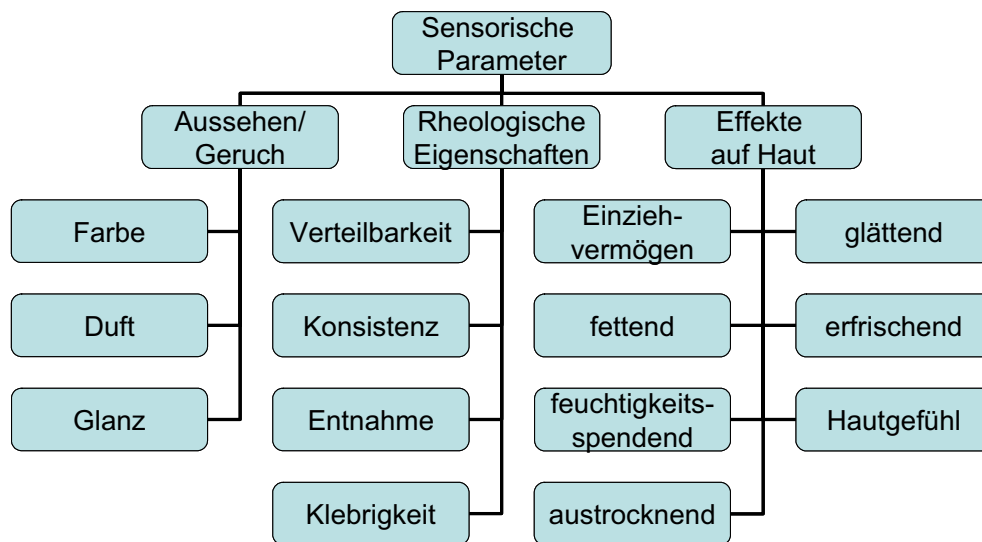 Sensorische
Parameter
Aussehen/
Geruch
Rheologische
Eigenschaften
Effekte
auf Haut
Farbe
Verteilbarkeit
Einzieh-
vermögen
glättend
Duft
Konsistenz
fettend
erfrischend
Glanz
Entnahme
feuchtigkeits-
spendend
Hautgefühl
Klebrigkeit
austrocknend